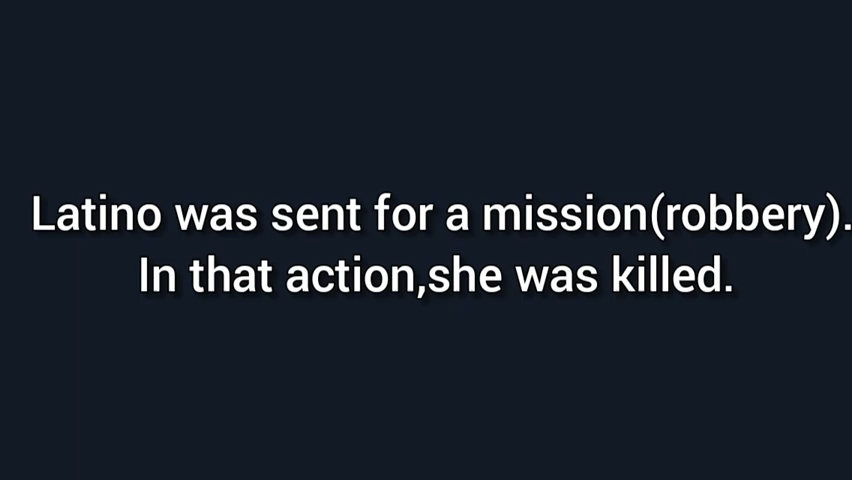 Latino was sent for a mission(robbery).
In that action,she was killed.